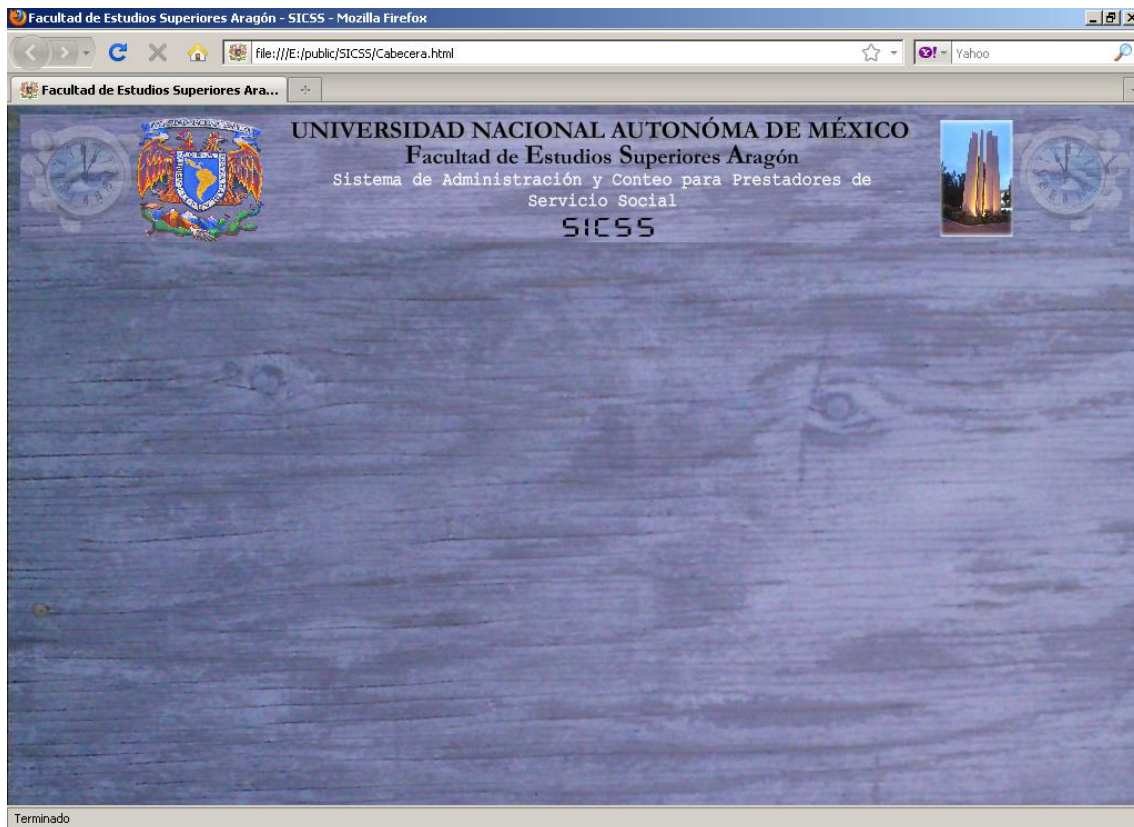 Facultad de Estudios Superiores Aragón - SICSS - Mozilla Firefox
file:///E:/public/SICSS/Cabecera.html
Yahoo
Facultad de Estudios Superiores Ara...
UNIVERSIDAD NACIONAL AUTONÓMA DE MÉXICO
Facultad de Estudios Superiores Aragón
Sistema de Administración y Conteo para Prestadores de
Servicio Social
SICSS
Terminado